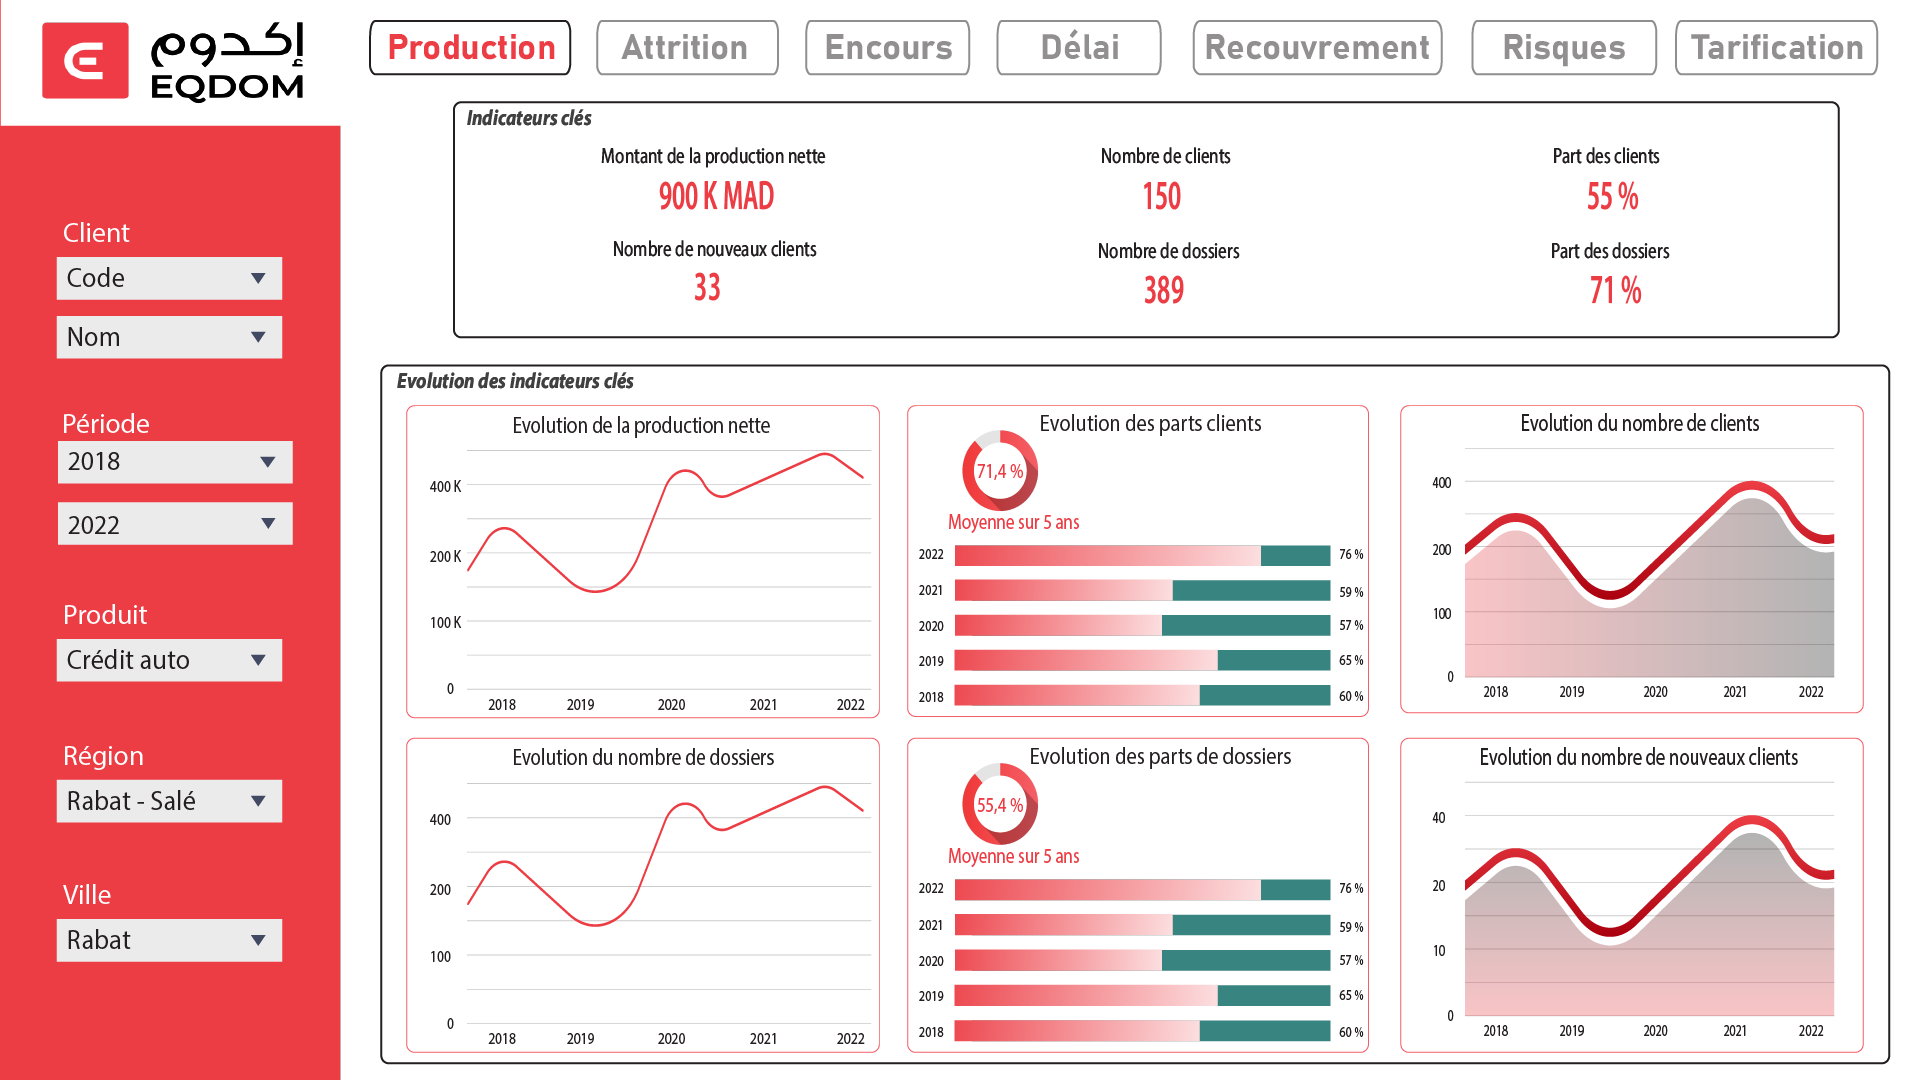 إكدوم
EQDOM
Production
Attrition
Encours
Délai
Recouvrement
Risques
Tarification
Client
Code
Nom
Période
2018
2022
Produit
Crédit auto
Région
Rabat - Salé
Ville
Rabat
Indicateurs clés
Montant de la production nette
900 K MAD
Nombre de clients
150
Part des clients
55 %
Nombre de nouveaux clients
33
Nombre de dossiers
389
Part des dossiers
71 %
Evolution des indicateurs clés
Evolution de la production nette
400 K
200 K
100 K
0
2018 2019 2020 2021 2022
Evolution des parts clients
71,4 %
Moyenne sur 5 ans
2022 76 %
2021 59 %
2020 57 %
2019 65 %
2018 60 %
Evolution du nombre de clients
400
200
100
0
2018 2019 2020 2021 2022
Evolution du nombre de dossiers
400
200
100
0
2018 2019 2020 2021 2022
Evolution des parts de dossiers
55,4 %
Moyenne sur 5 ans
2022 76 %
2021 59 %
2020 57 %
2019 65 %
2018 60 %
Evolution du nombre de nouveaux clients
40
20
10
0
2018 2019 2020 2021 2022